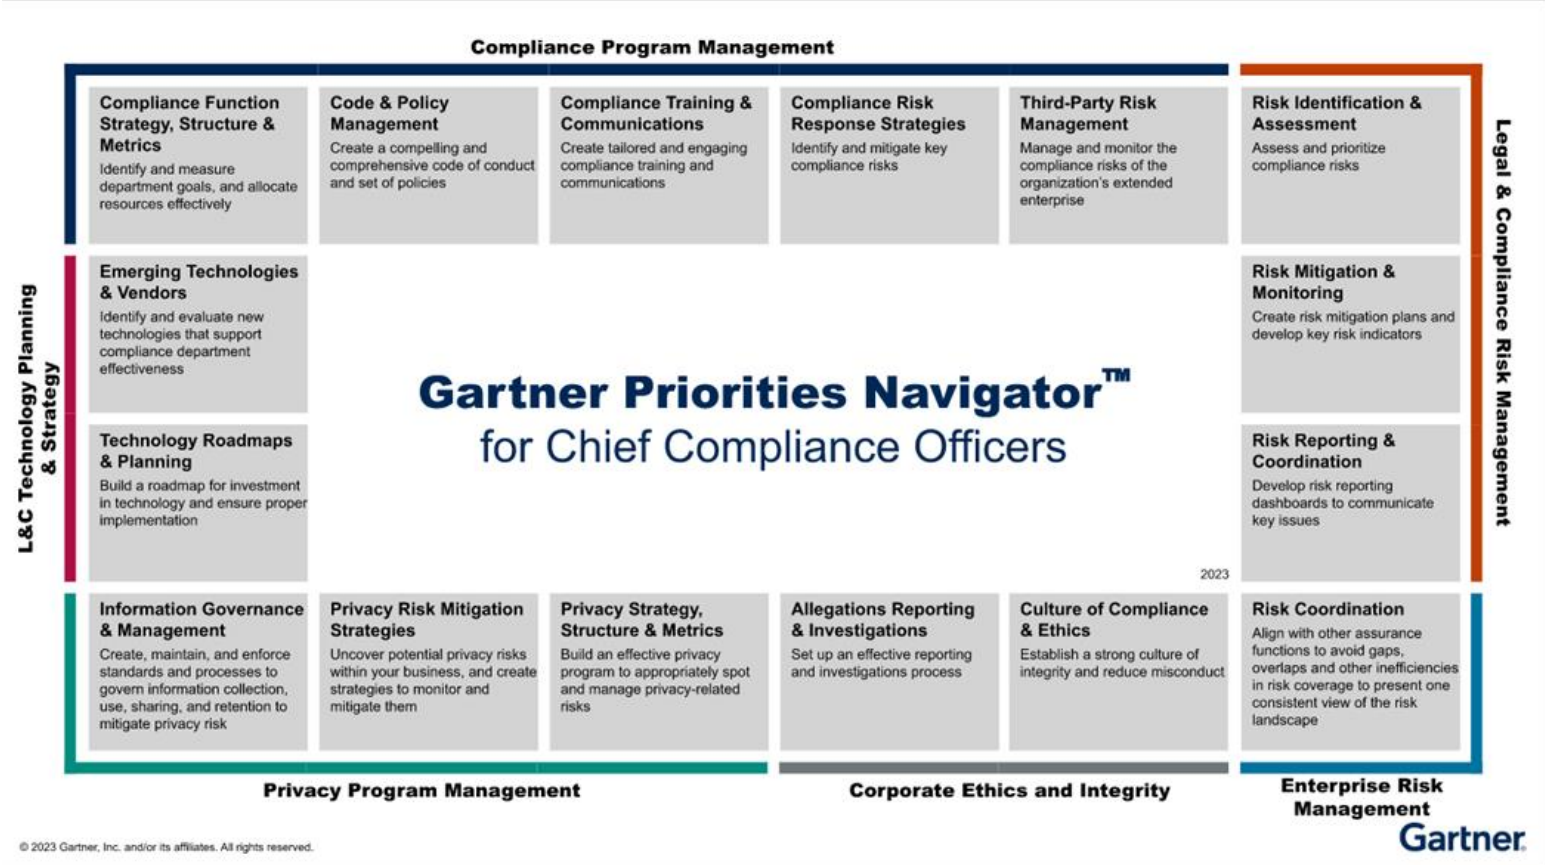 Compliance Program Management
Compliance Function
Strategy, Structure &
Metrics
Identify and measure
department goals, and allocate
resources effectively
Code & Policy
Management
Create a compelling and
comprehensive code of conduct
and set of policies
Compliance Training &
Communications
Create tailored and engaging
compliance training and
communications
Compliance Risk
Response Strategies
Identify and mitigate key
compliance risks
Third-Party Risk
Management
Manage and monitor the
compliance risks of the
organization's extended
enterprise
Risk Identification &
Assessment
Assess and prioritize
compliance risks
Legal & Compliance Risk Management
L&C Technology Planning
& Strategy
Emerging Technologies
& Vendors
Identify and evaluate new
technologies that support
compliance department
effectiveness
Risk Mitigation &
Monitoring
Create risk mitigation plans and
develop key risk indicators
Gartner Priorities Navigator™
for Chief Compliance Officers
Technology Roadmaps
& Planning
Build a roadmap for investment
in technology and ensure proper
implementation
Risk Reporting &
Coordination
Develop risk reporting
dashboards to communicate
key issues
2023
Information Governance
& Management
Create, maintain, and enforce
standards and processes to
govern information collection,
use, sharing, and retention to
mitigate privacy risk
Privacy Risk Mitigation
Strategies
Uncover potential privacy risks
within your business, and create
strategies to monitor and
mitigate them
Privacy Strategy,
Structure & Metrics
Build an effective privacy
program to appropriately spot
and manage privacy-related
risks
Allegations Reporting
& Investigations
Set up an effective reporting
and investigations process
Culture of Compliance
& Ethics
Establish a strong culture of
integrity and reduce misconduct
Risk Coordination
Align with other assurance
functions to avoid gaps,
overlaps and other inefficiencies
in risk coverage to present one
consistent view of the risk
landscape
Privacy Program Management
Corporate Ethics and Integrity
Enterprise Risk
Management
© 2023 Gartner, Inc. and/or its affiliates. All rights reserved.
Gartner